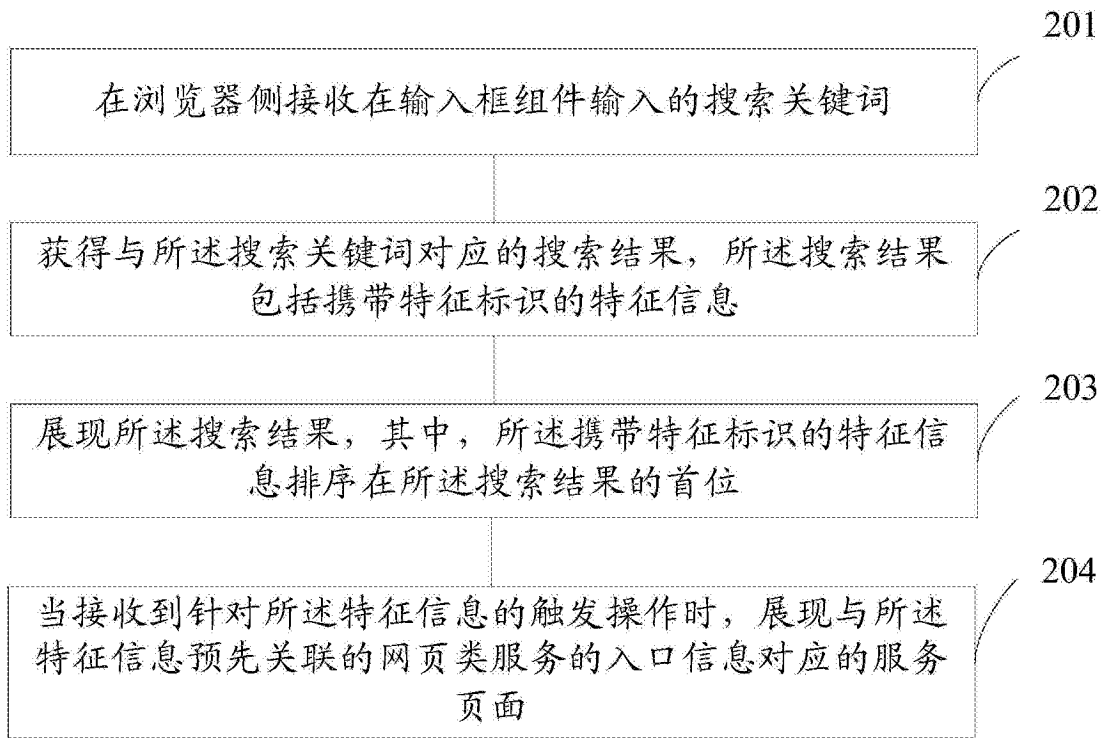 201
在浏览器侧接收在输入框组件输入的搜索关键词
202
获得与所述搜索关键词对应的搜索结果，所述搜索结果
包括携带特征标识的特征信息
203
展现所述搜索结果，其中，所述携带特征标识的特征信
息排序在所述搜索结果的首位
204
当接收到针对所述特征信息的触发操作时，展现与所述
特征信息预先关联的网页类服务的入口信息对应的服务
页面